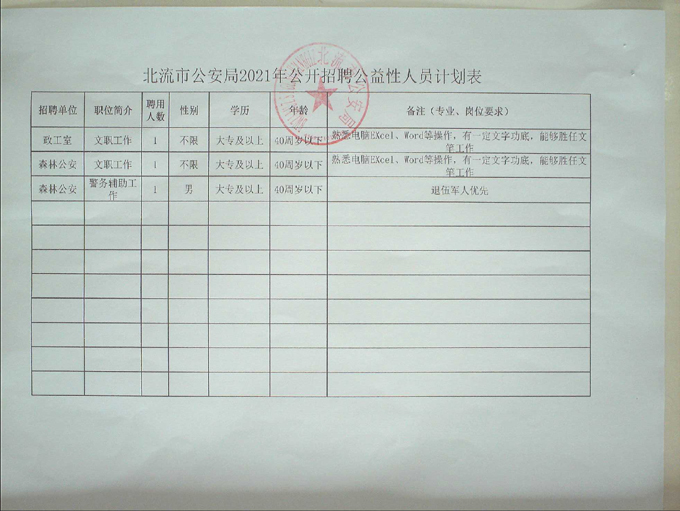 北流市公安局2021年公开招聘公益性人员计划表
招聘单位 职位简介 聘用人数 性别 学历 年龄 备注（专业、岗位要求）
政工室 文职工作 1 不限 大专及以上 40周岁以下 熟悉电脑EXcel、Word等操作，有一定文字功底，能够胜任文笔工作
森林公安 文职工作 1 不限 大专及以上 40周岁以下 熟悉电脑EXcel、Word等操作，有一定文字功底，能够胜任文笔工作
森林公安 警务辅助工作 1 男 大专及以上 40周岁以下 退伍军人优先